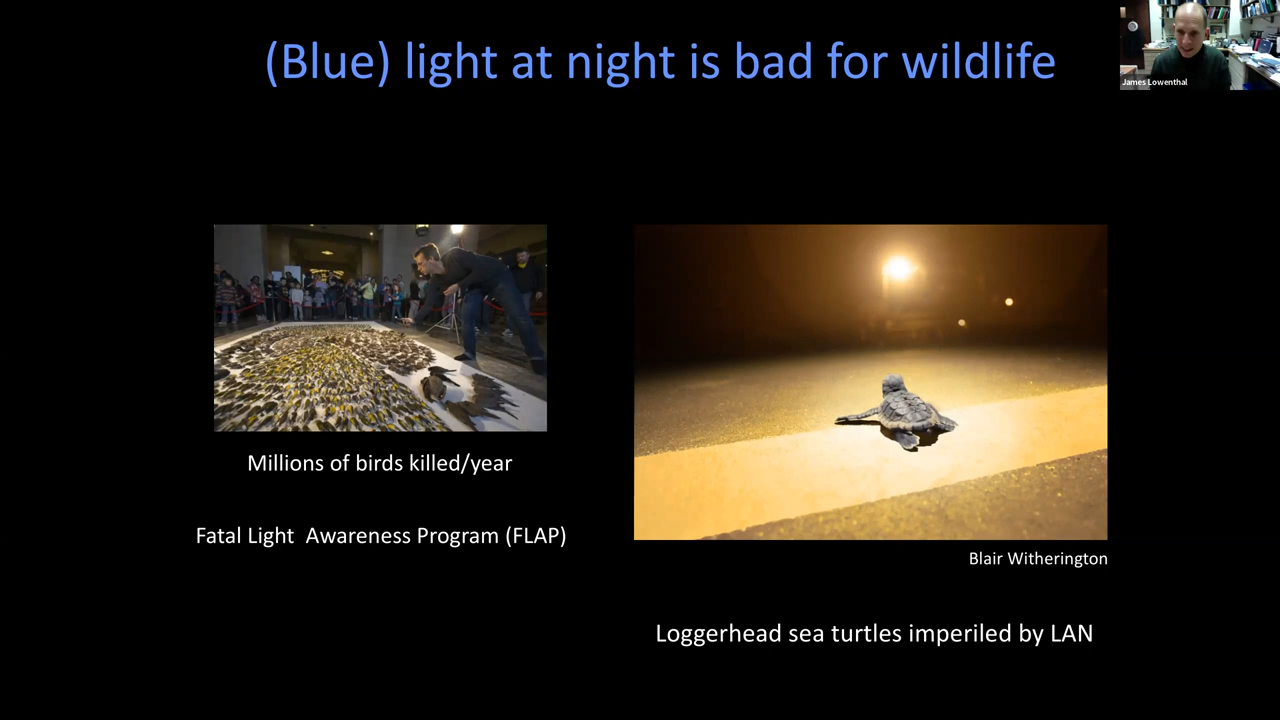 (Blue) light at night is bad for wildlife
James Lowenthal
Millions of birds killed/year
Fatal Light Awareness Program (FLAP)
Blair Witherington
Loggerhead sea turtles imperiled by LAN